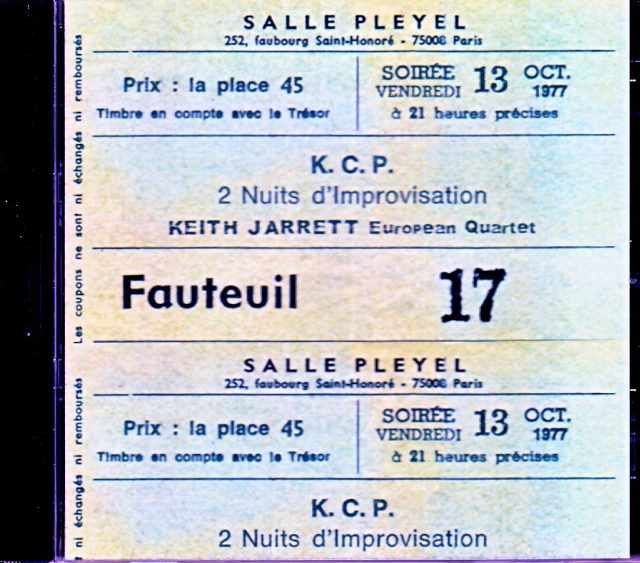 SALLE PLEYEL
252, faubourg Saint-Honoré - 75008 Paris
Prix : la place 45
Timbre en compte avec le Trésor
SOIRÉE 13 OCT.
VENDREDI 1977
à 21 heures précises
K. C. P.
2 Nuits d'Improvisation
KEITH JARRETT European Quartet
Fauteuil 17
Les coupons ne sont ni échangés ni remboursés
SALLE PLEYEL
252, faubourg Saint-Honoré - 75008 Paris
Prix : la place 45
Timbre en compte avec le Trésor
SOIRÉE 13 OCT.
VENDREDI 1977
à 21 heures précises
K. C. P.
2 Nuits d'Improvisation
ni échangés ni remboursés